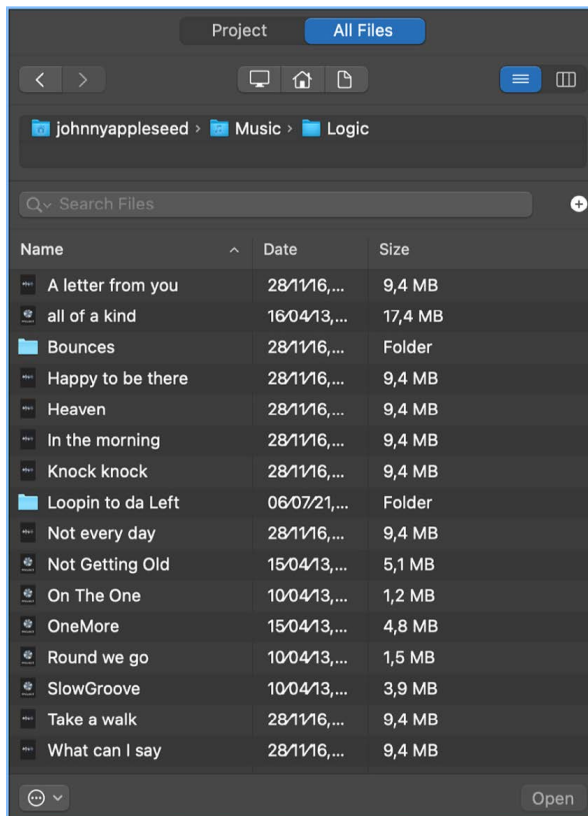 Project All Files
johnnyappleseed › Music › Logic
Search Files
Name Date Size
A letter from you 28/11/16,... 9,4 MB
all of a kind 16/04/13,... 17,4 MB
Bounces 28/11/16,... Folder
Happy to be there 28/11/16,... 9,4 MB
Heaven 28/11/16,... 9,4 MB
In the morning 28/11/16,... 9,4 MB
Knock knock 28/11/16,... 9,4 MB
Loopin to da Left 06/07/21,... Folder
Not every day 28/11/16,... 9,4 MB
Not Getting Old 15/04/13,... 5,1 MB
On The One 10/04/13,... 1,2 MB
OneMore 15/04/13,... 4,8 MB
Round we go 10/04/13,... 1,5 MB
SlowGroove 10/04/13,... 3,9 MB
Take a walk 28/11/16,... 9,4 MB
What can I say 28/11/16,... 9,4 MB
Open